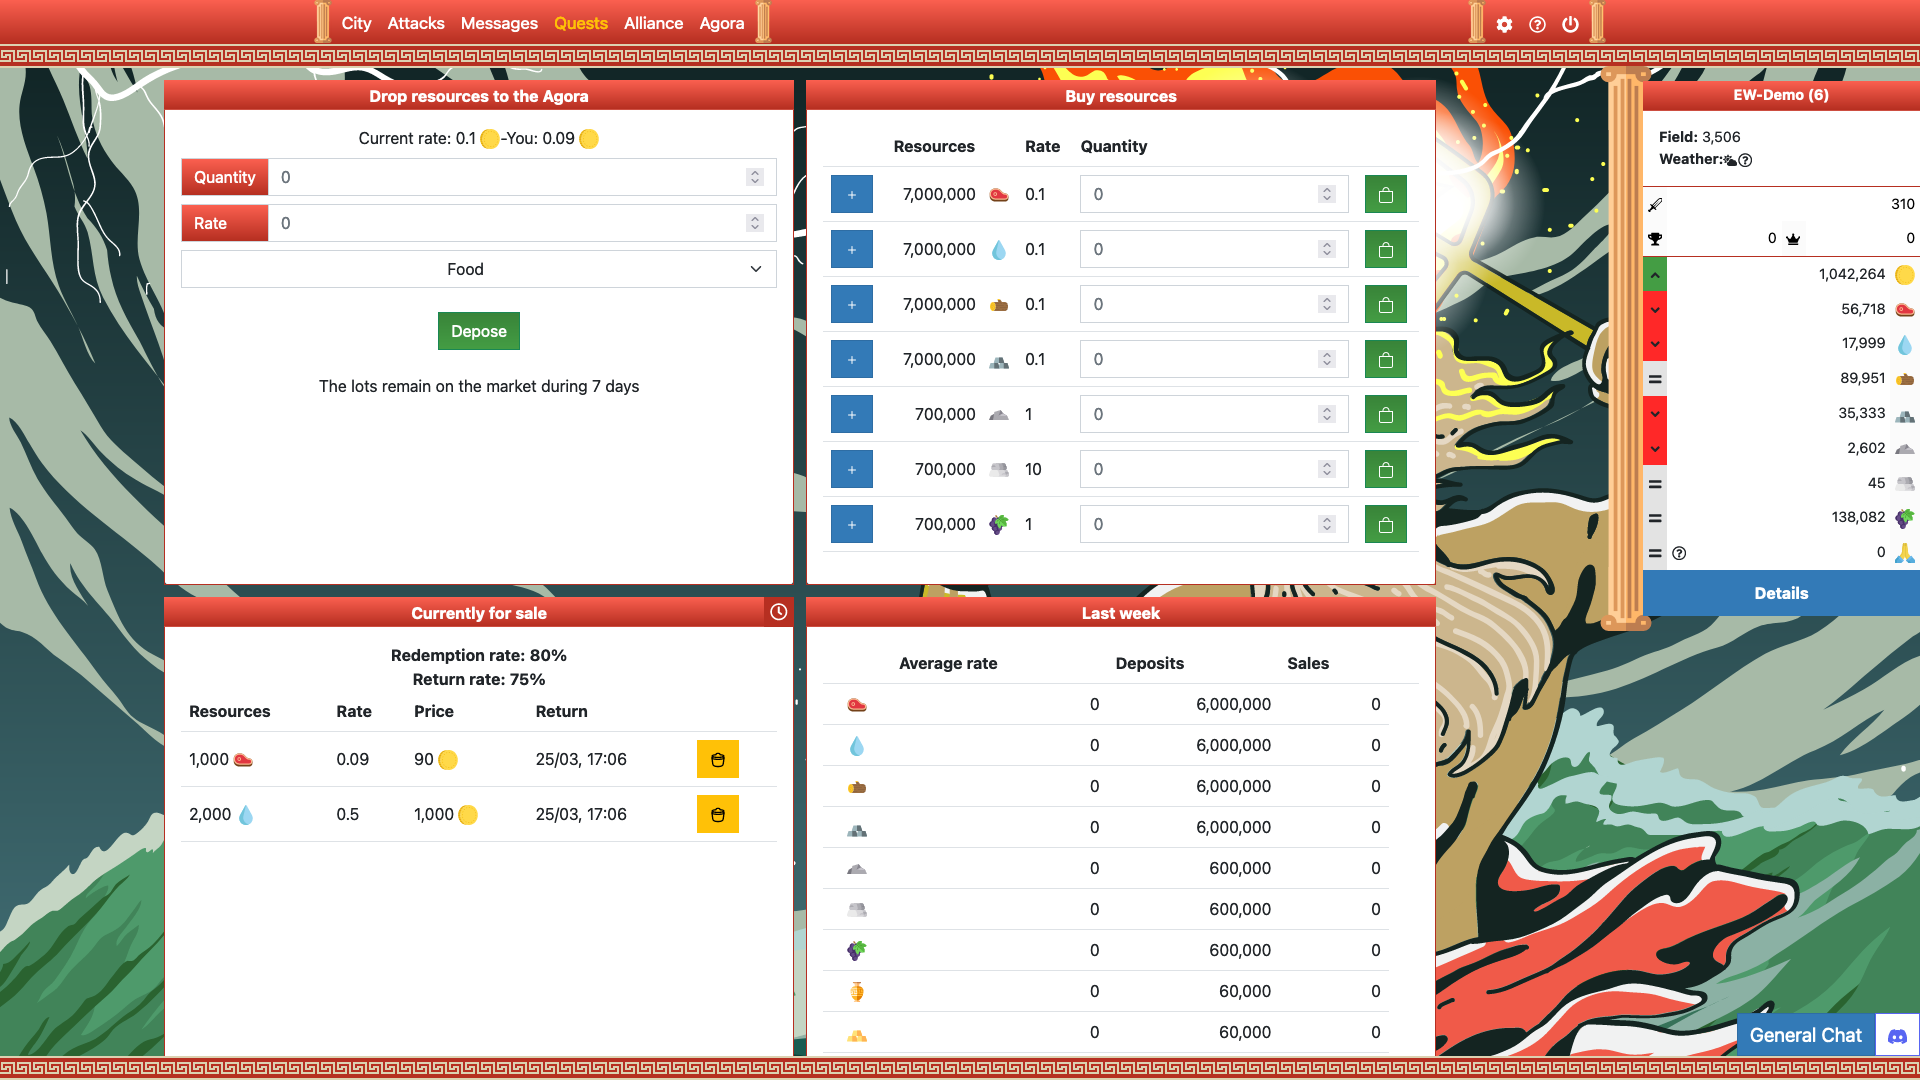 City Attacks Messages Quests Alliance Agora
Drop resources to the Agora
Current rate: 0.1 -You: 0.09
Quantity 0
Rate 0
Food
Depose
The lots remain on the market during 7 days
Buy resources
Resources Rate Quantity
+ 7,000,000 0.1 0
+ 7,000,000 0.1 0
+ 7,000,000 0.1 0
+ 7,000,000 0.1 0
+ 700,000 1 0
+ 700,000 10 0
+ 700,000 1 0
EW-Demo (6)
Field: 3,506
Weather:
310
0 0
1,042,264
56,718
17,999
89,951
35,333
2,602
45
138,082
0
Details
Currently for sale
Redemption rate: 80%
Return rate: 75%
Resources Rate Price Return
1,000 0.09 90 25/03, 17:06
2,000 0.5 1,000 25/03, 17:06
Last week
Average rate Deposits Sales
0 6,000,000 0
0 6,000,000 0
0 6,000,000 0
0 6,000,000 0
0 600,000 0
0 600,000 0
0 600,000 0
0 60,000 0
0 60,000 0
General Chat